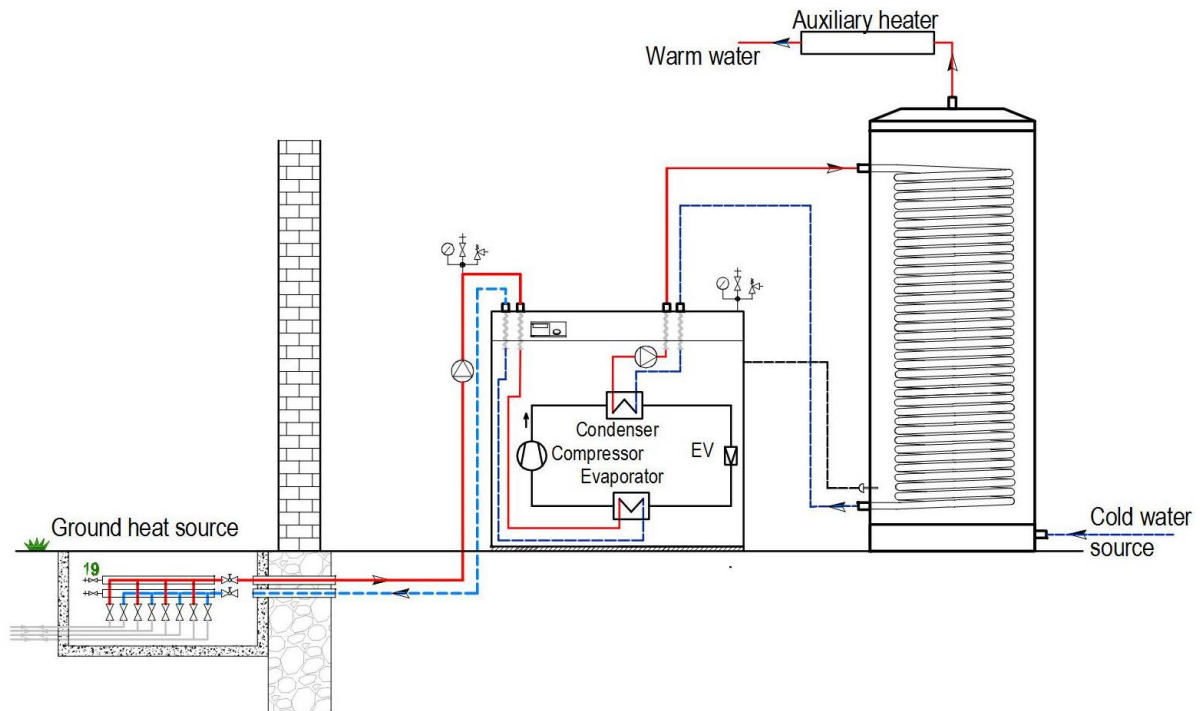 Auxiliary heater
Warm water
Condenser
Compressor
EV
Evaporator
Ground heat source
Cold water
source
19